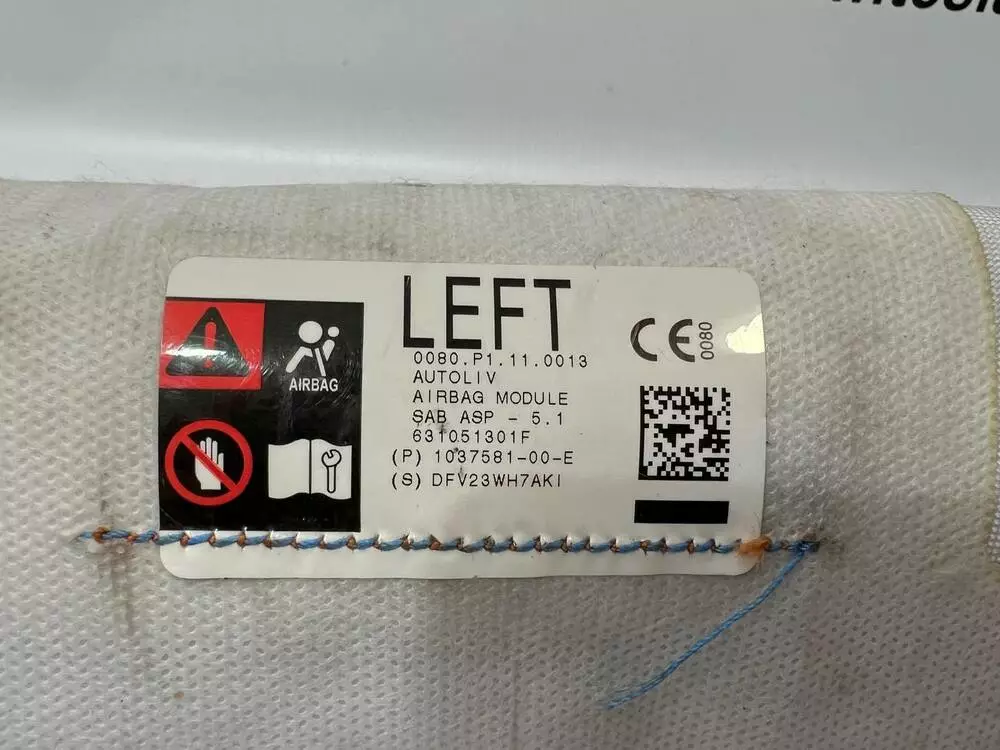 LEFT
0080.P1.11.0013
AUTOLIV
AIRBAG MODULE
SAB ASP - 5.1
631051301F
(P) 1037581-00-E
(S) DFV23WH7AKI
AIRBAG
CE 0080